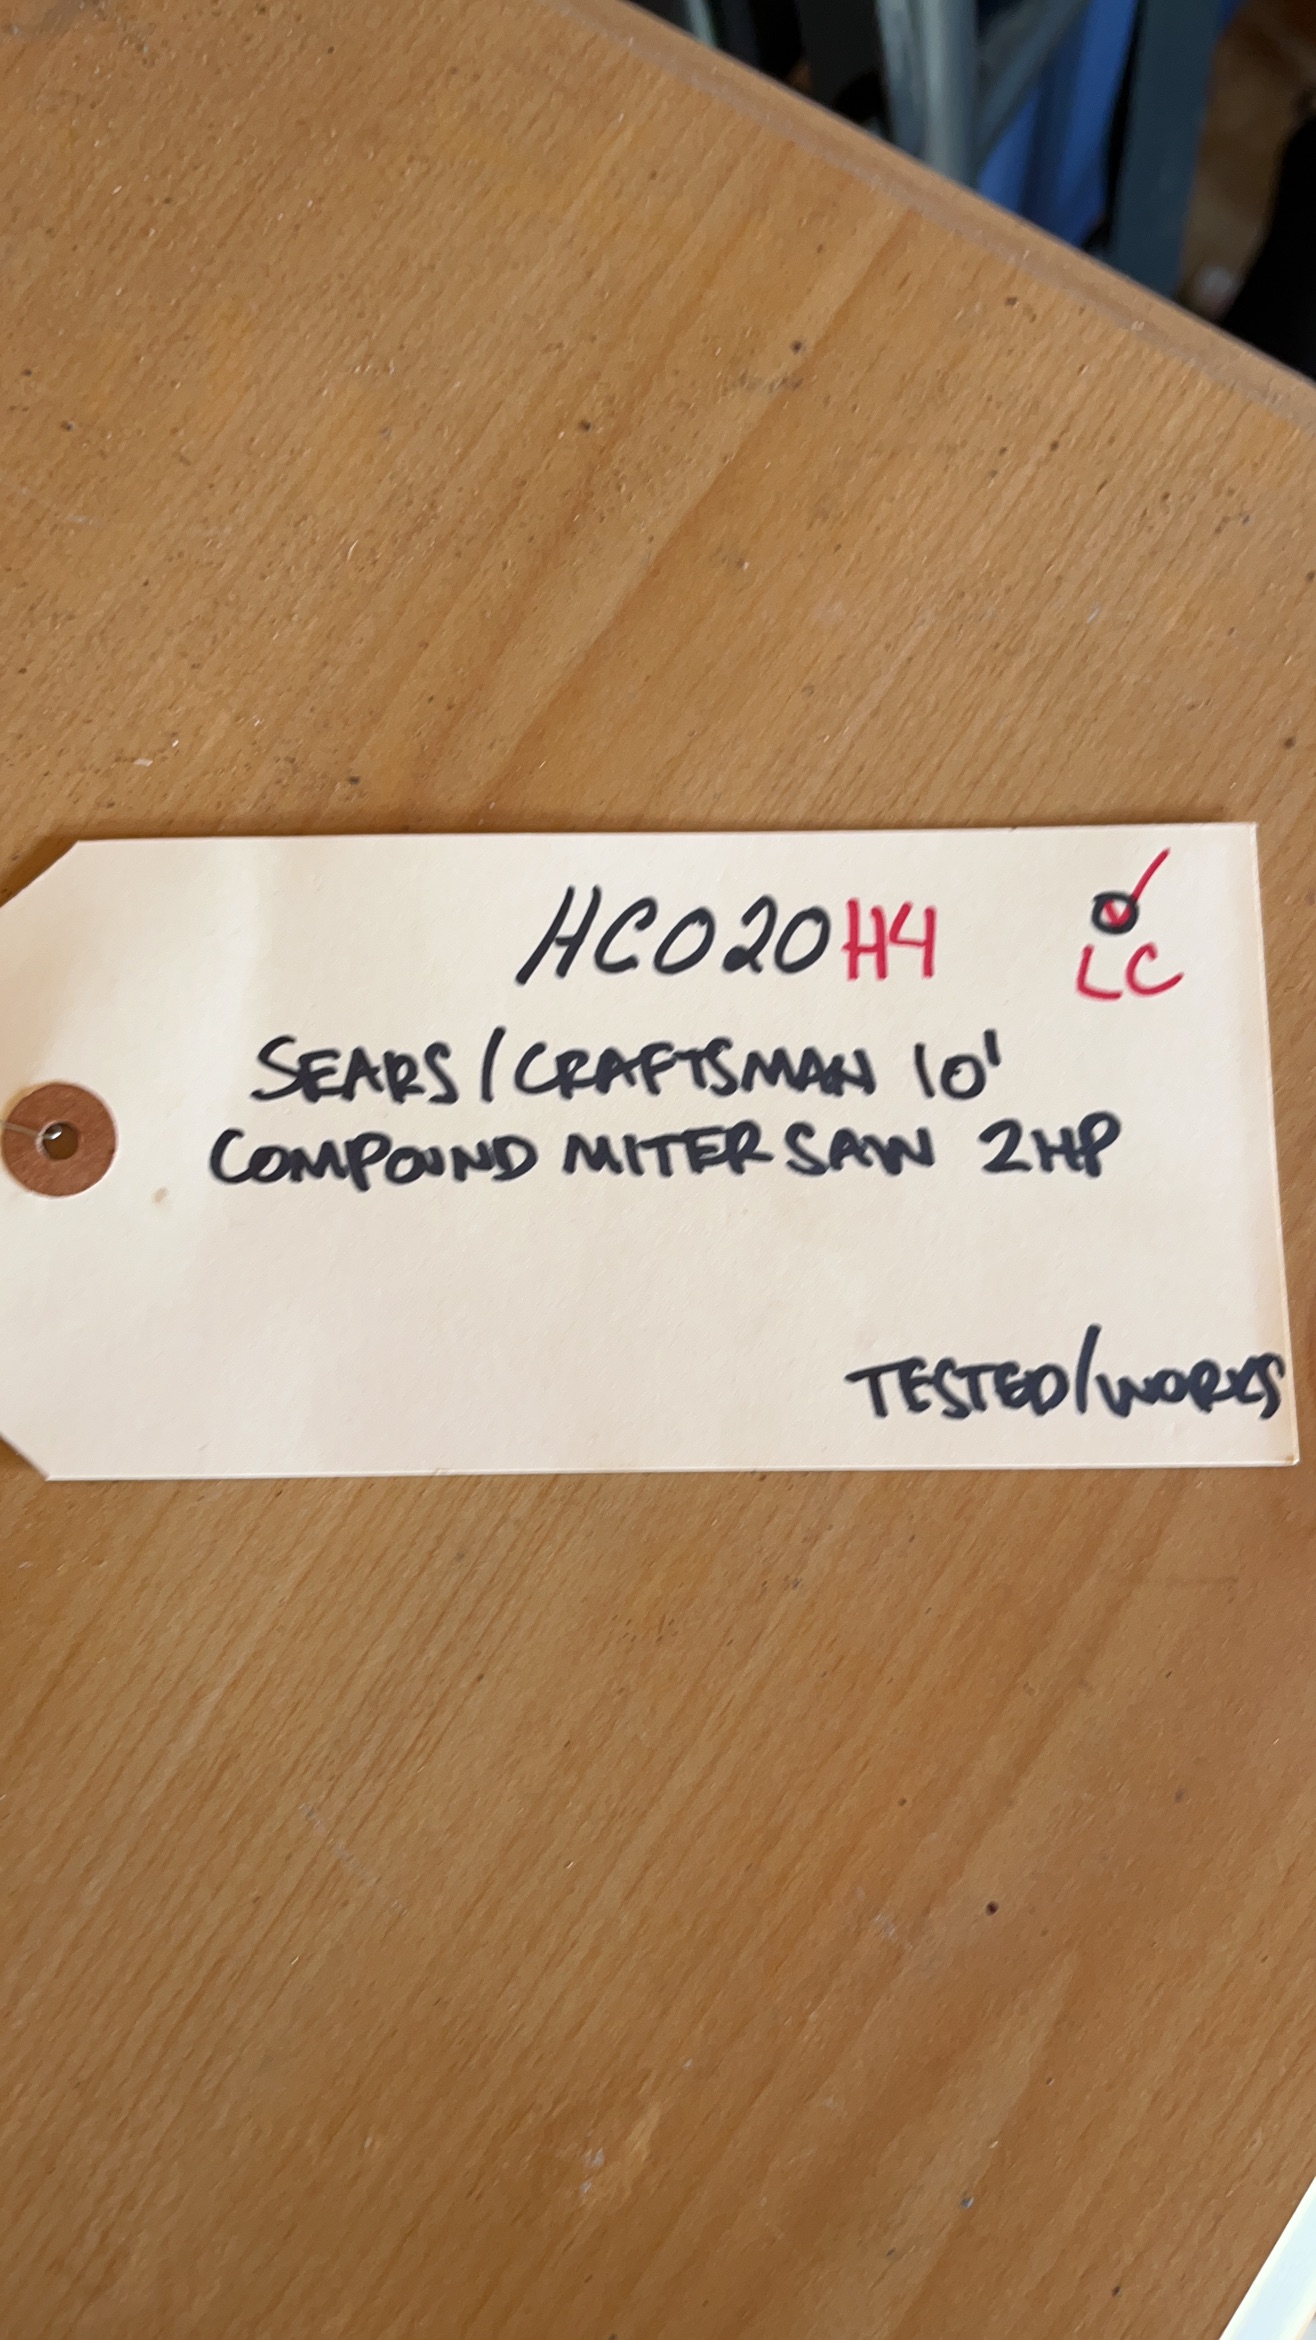 HC020H4
LC
SEARS/CRAFTSMAN 10'
COMPOUND MITER SAW 2HP
TESTED/WORKS